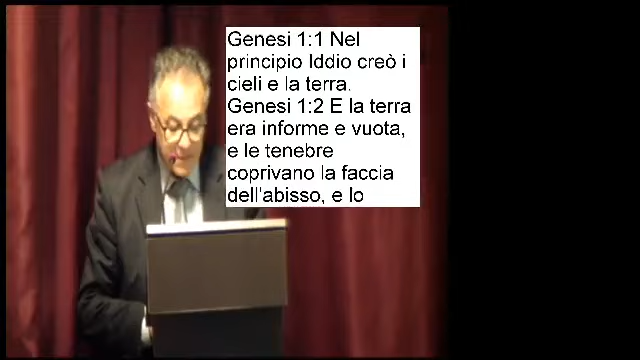 Genesi 1:1 Nel
principio Iddio creò i
cieli e la terra.
Genesi 1:2 E la terra
era informe e vuota,
e le tenebre
coprivano la faccia
dell'abisso, e lo